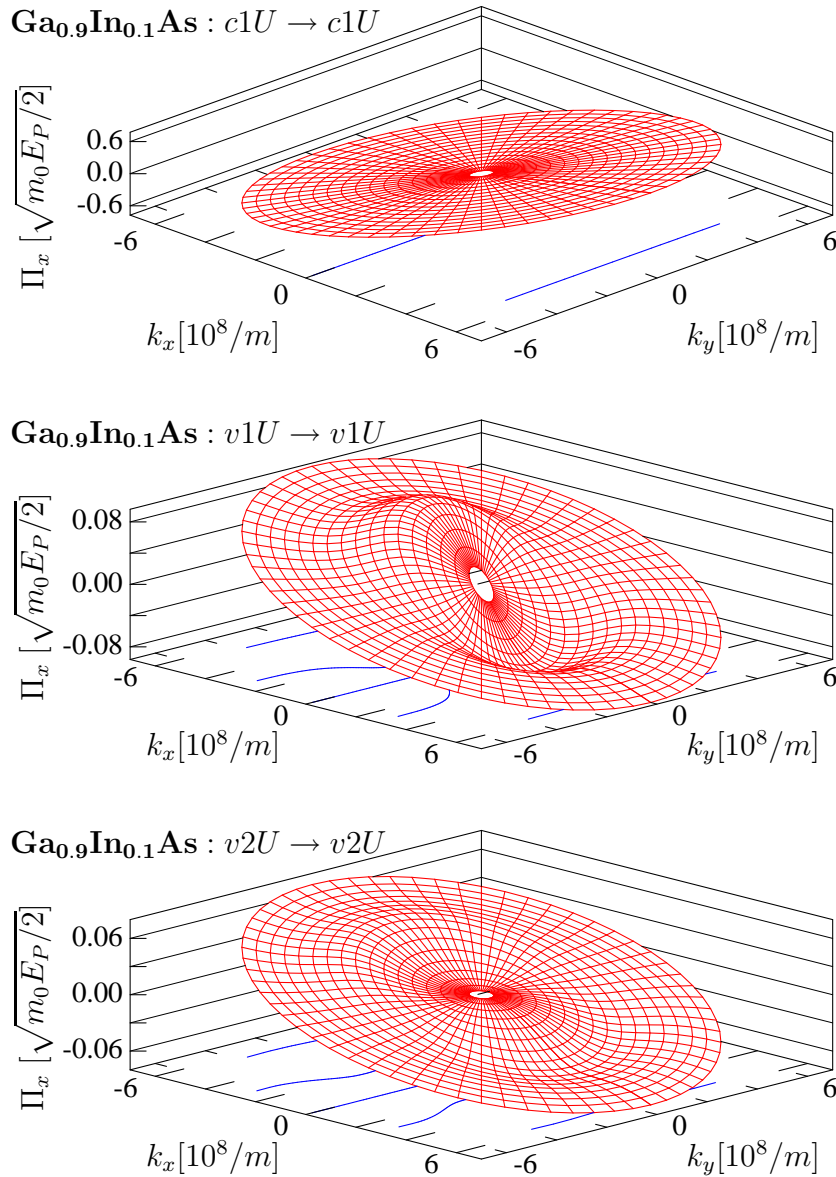 Ga0.9In0.1As : c1U → c1U
Πx [√m0EP/2]
0.6
0.0
-0.6
-6
0
6
kx[10^8/m]
-6
0
6
ky[10^8/m]
Ga0.9In0.1As : v1U → v1U
Πx [√m0EP/2]
0.08
0.00
-0.08
-6
0
6
kx[10^8/m]
-6
0
6
ky[10^8/m]
Ga0.9In0.1As : v2U → v2U
Πx [√m0EP/2]
0.06
0.00
-0.06
-6
0
6
kx[10^8/m]
-6
0
6
ky[10^8/m]